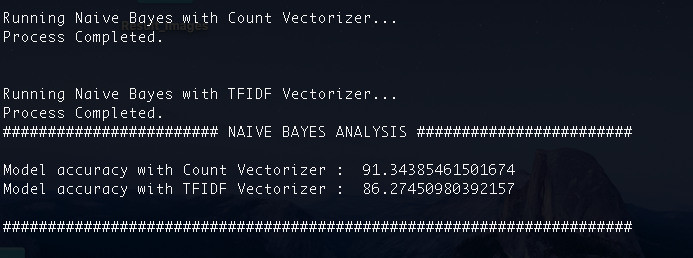 Running Naive Bayes with Count Vectorizer...
Process Completed.
Running Naive Bayes with TFIDF Vectorizer...
Process Completed.
######################## NAIVE BAYES ANALYSIS ########################
Model accuracy with Count Vectorizer :  91.34385461501674
Model accuracy with TFIDF Vectorizer :  86.27450980392157
######################################################################